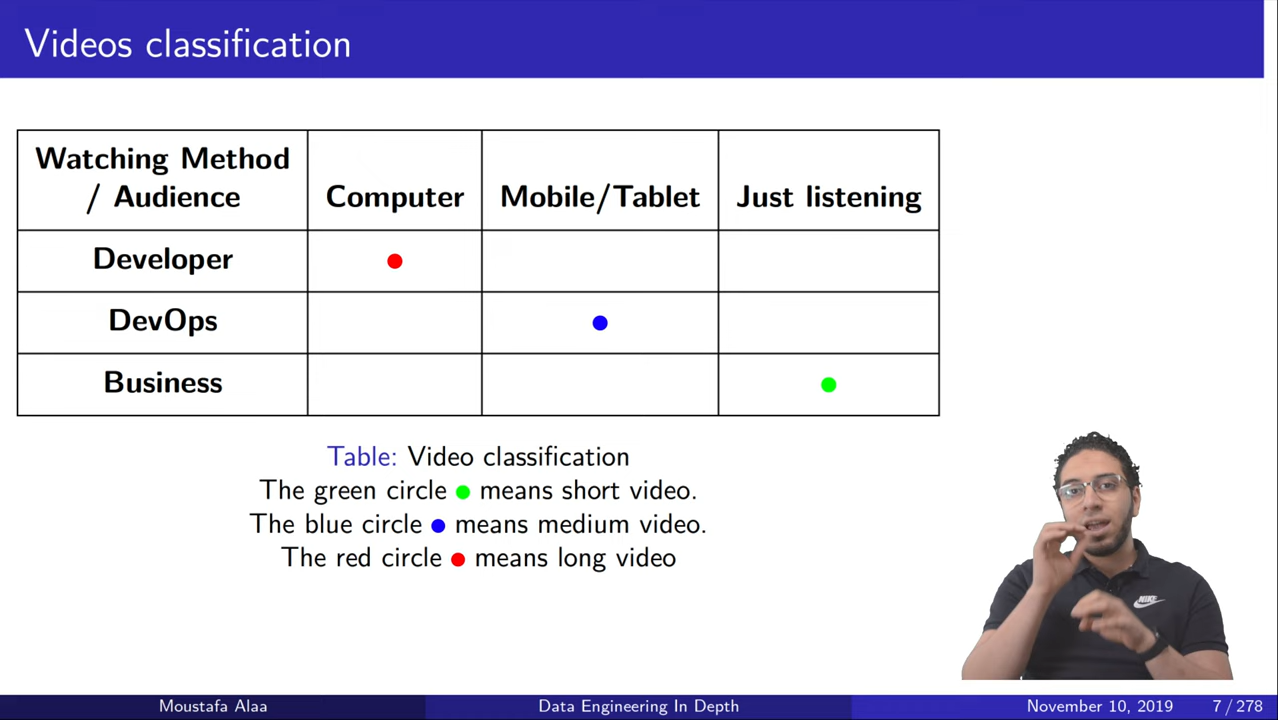 Videos classification
Watching Method
/ Audience
Computer
Mobile/Tablet
Just listening
Developer
DevOps
Business
Table: Video classification
The green circle ● means short video.
The blue circle ● means medium video.
The red circle ● means long video
NIKE
Moustafa Alaa
Data Engineering In Depth
November 10, 2019
7 / 278